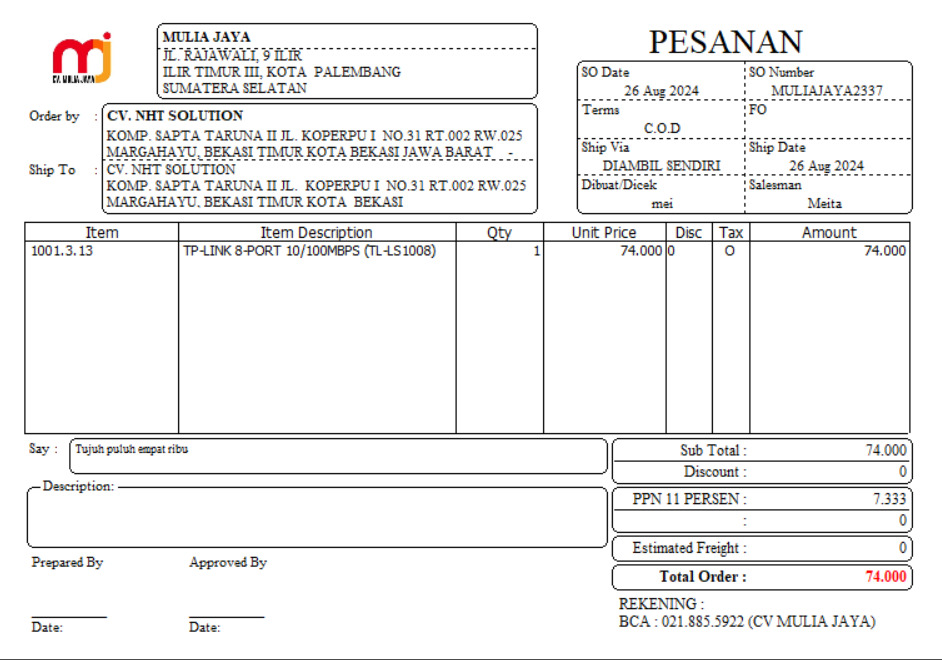 CV. MULIA JAYA
MULIA JAYA
JL. RAJAWALI, 9 ILIR
ILIR TIMUR III, KOTA PALEMBANG
SUMATERA SELATAN
PESANAN
SO Date
26 Aug 2024
SO Number
MULIAJAYA2337
Terms
C.O.D
FO
Ship Via
DIAMBIL SENDIRI
Ship Date
26 Aug 2024
Dibuat/Dicek
mei
Salesman
Meita
Order by : CV. NHT SOLUTION
KOMP. SAPTA TARUNA II JL. KOPERPU I NO.31 RT.002 RW.025
MARGAHAYU, BEKASI TIMUR KOTA BEKASI JAWA BARAT -
Ship To : CV. NHT SOLUTION
KOMP. SAPTA TARUNA II JL. KOPERPU I NO.31 RT.002 RW.025
MARGAHAYU. BEKASI TIMUR KOTA BEKASI
Item Item Description Qty Unit Price Disc Tax Amount
1001.3.13 TP-LINK 8-PORT 10/100MBPS (TL-LS1008) 1 74.000 0 O 74.000
Say : Tujuh puluh empat ribu
Sub Total : 74.000
Discount : 0
Description:
PPN 11 PERSEN : 7.333
: 0
Estimated Freight : 0
Total Order : 74.000
Prepared By Approved By
Date: Date:
REKENING :
BCA : 021.885.5922 (CV MULIA JAYA)